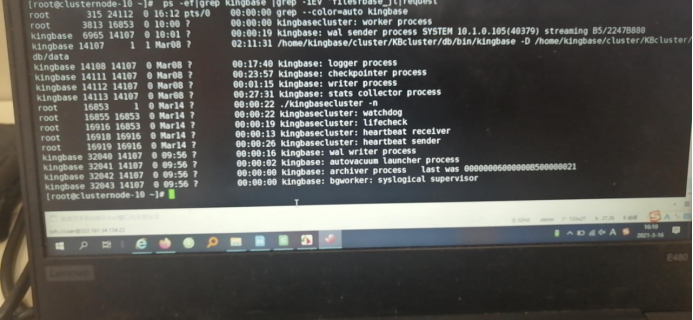 [root@clusternode-10 ~]# ps -ef|grep kingbase |grep -iEv 'filesfbase_jt|request
root 315 24112 0 16:12 pts/0 00:00:00 grep --color=auto kingbase
root 3813 16853 0 10:00 ? 00:00:00 kingbasecluster: worker process
kingbase 6965 14107 0 10:01 ? 00:00:19 kingbase: wal sender process SYSTEM 10.1.0.105(40379) streaming B5/2247B880
kingbase 14107 1 1 Mar08 ? 02:11:31 /home/kingbase/cluster/KBcluster/db/bin/kingbase -D /home/kingbase/cluster/KBcluster/
db/data
kingbase 14108 14107 0 Mar08 ? 00:17:40 kingbase: logger process
kingbase 14111 14107 0 Mar08 ? 00:23:57 kingbase: checkpointer process
kingbase 14112 14107 0 Mar08 ? 00:01:15 kingbase: writer process
kingbase 14113 14107 0 Mar08 ? 00:27:31 kingbase: stats collector process
root 16853 1 0 Mar14 ? 00:00:22 ./kingbasecluster -n
root 16855 16853 0 Mar14 ? 00:00:22 kingbasecluster: watchdog
root 16916 16853 0 Mar14 ? 00:00:19 kingbasecluster: lifecheck
root 16918 16916 0 Mar14 ? 00:00:13 kingbasecluster: heartbeat receiver
root 16919 16916 0 Mar14 ? 00:00:26 kingbasecluster: heartbeat sender
kingbase 32040 14107 0 09:56 ? 00:00:16 kingbase: wal writer process
kingbase 32041 14107 0 09:56 ? 00:00:02 kingbase: autovacuum launcher process
kingbase 32042 14107 0 09:56 ? 00:00:00 kingbase: archiver process last was 00000006000000B500000021
kingbase 32043 14107 0 09:56 ? 00:00:00 kingbase: bgworker: syslogical supervisor
[root@clusternode-10 ~]#
16:10
2021-3-16
Lenovo
E480